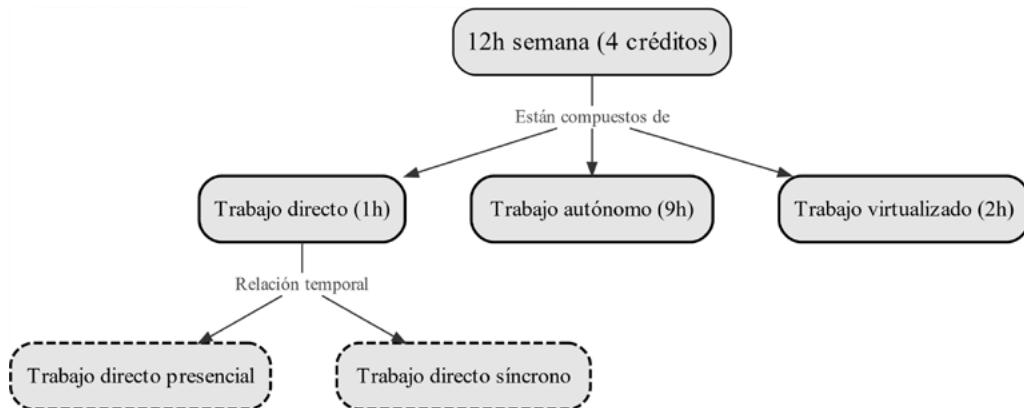 12h semana (4 créditos)
Están compuestos de
Trabajo directo (1h)
Trabajo autónomo (9h)
Trabajo virtualizado (2h)
Relación temporal
Trabajo directo presencial
Trabajo directo síncrono